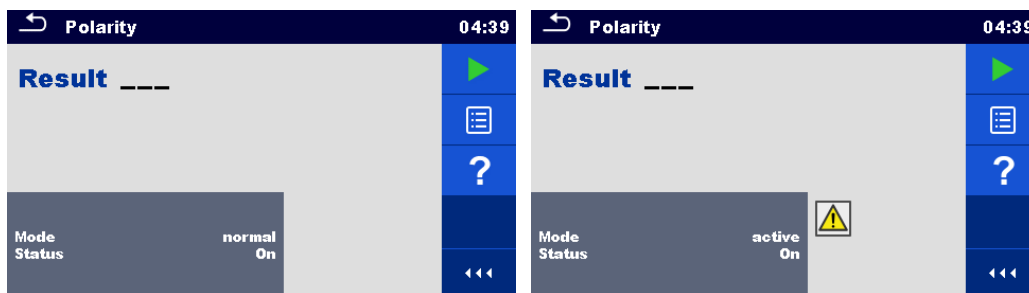 Polarity 04:39
Result ___
?
Mode normal
Status On
Polarity 04:39
Result ___
?
Mode active
Status On